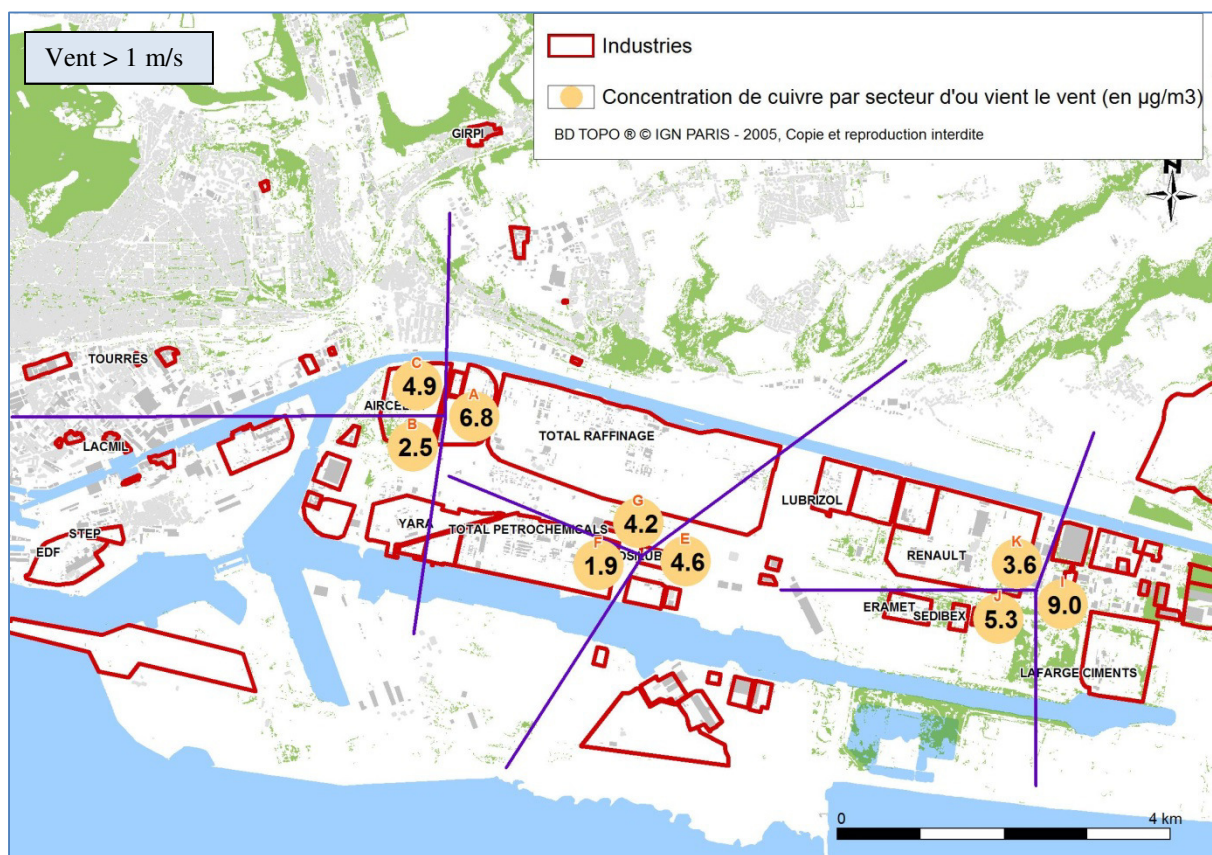 Vent > 1 m/s
Industries
Concentration de cuivre par secteur d'ou vient le vent (en µg/m3)
BD TOPO ® © IGN PARIS - 2005, Copie et reproduction interdite
GIRPI
N
TOURRES
C
4.9
A
6.8
B
2.5
LACMIL
TOTAL RAFFINAGE
LUBRIZOL
STEP
EDF
YARA
TOTAL PETROCHEMICALS
G
4.2
F
1.9
E
4.6
RENAULT
K
3.6
I
9.0
ERAMET
SEDIBEX
J
5.3
LAFARGE CIMENTS
0
4 km